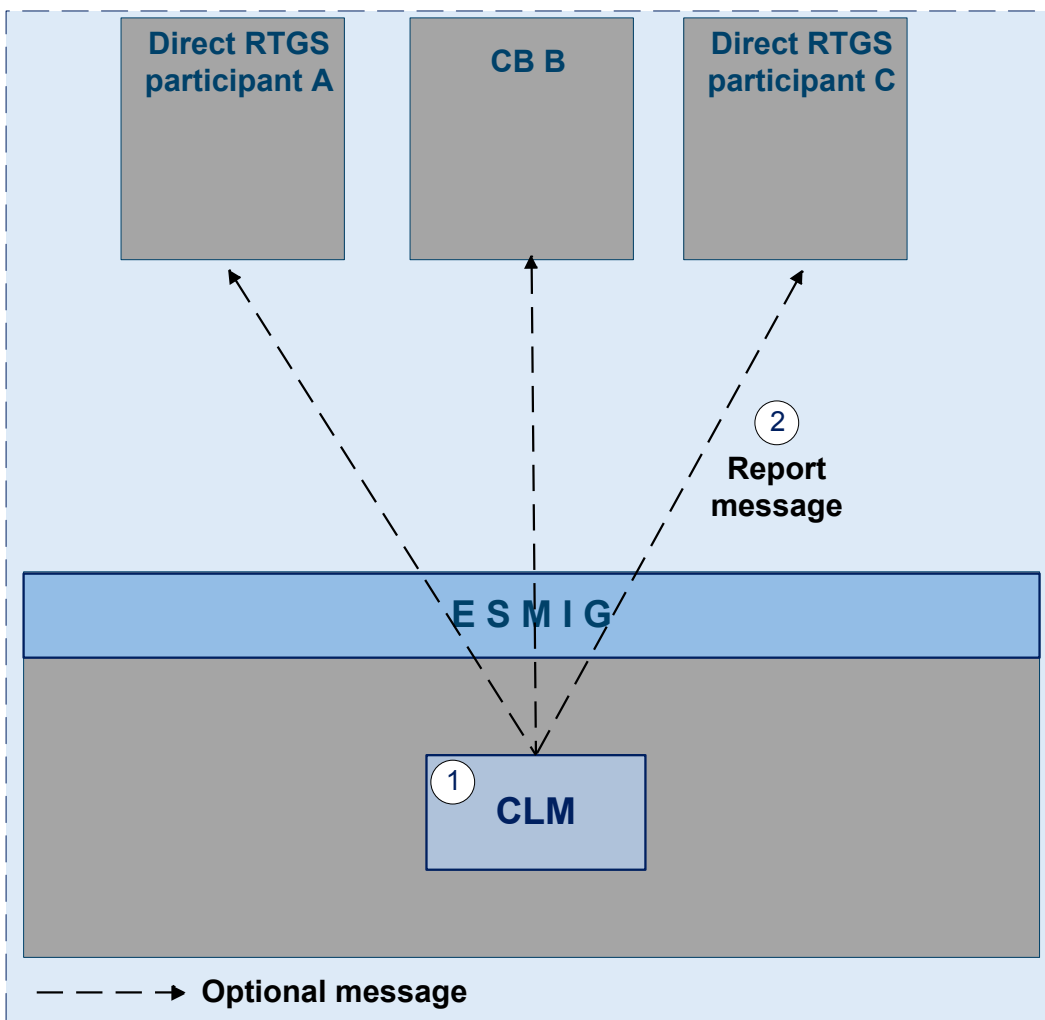 Direct RTGS
participant A
CB B
Direct RTGS
participant C
2
Report
message
E S M I G
1
CLM
Optional message